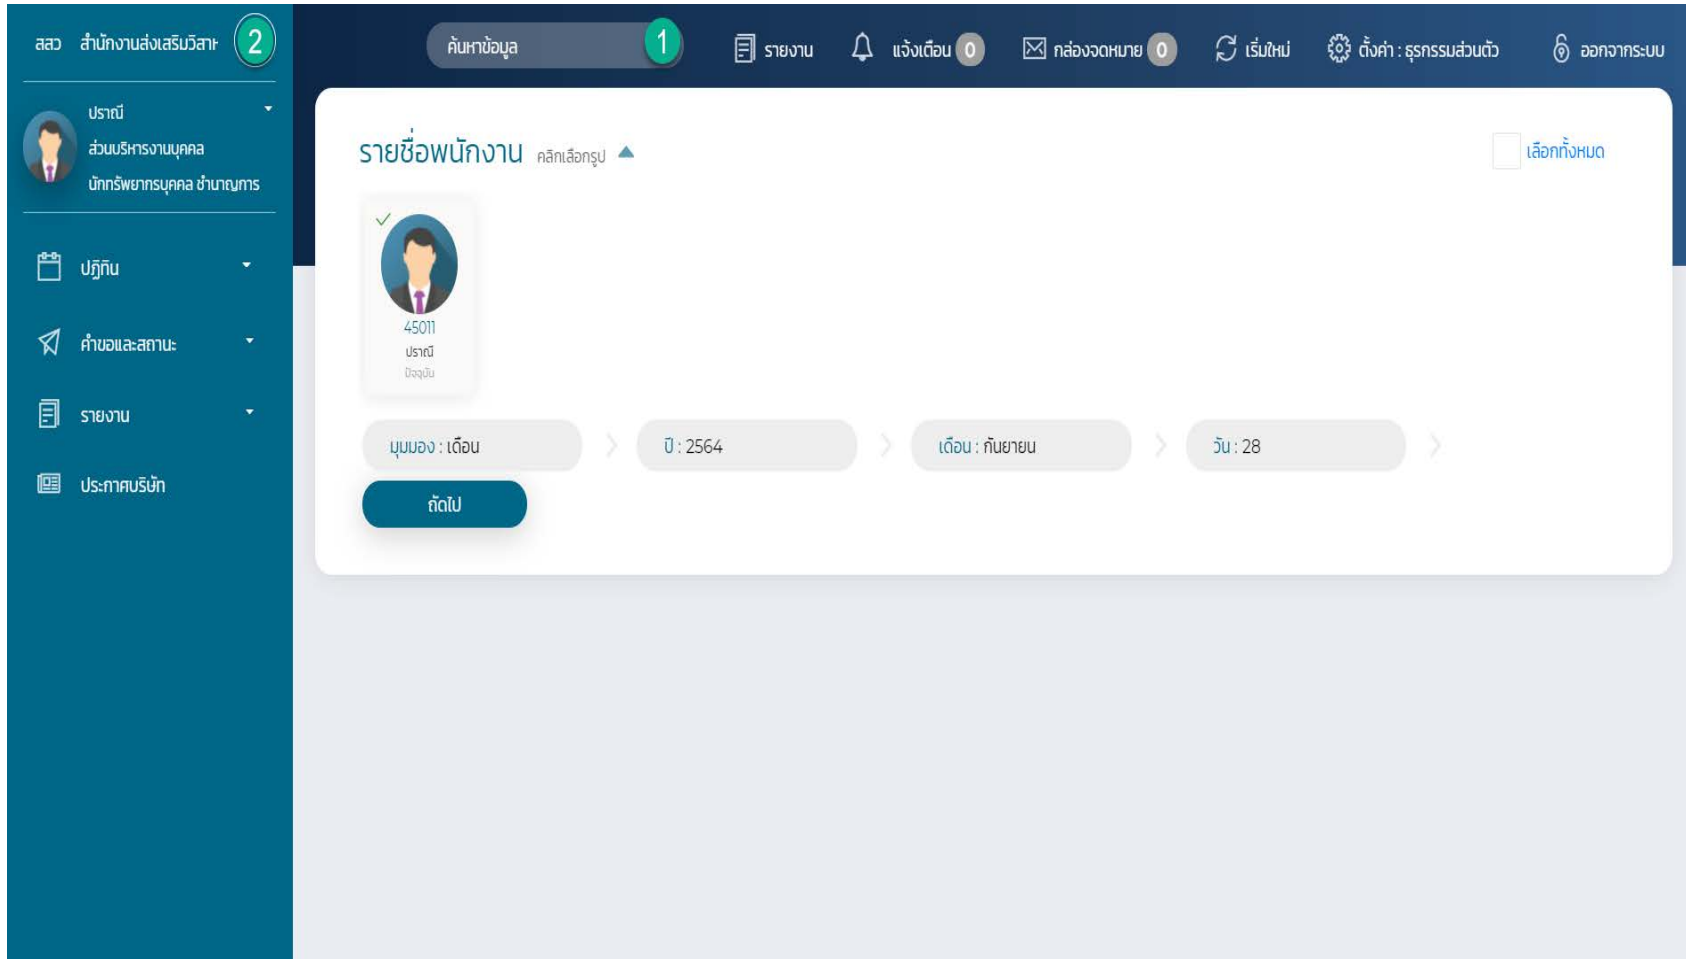 สสว สำนักงานส่งเสริมวิสาห 2
ค้นหาข้อมูล 1 รายงาน แจ้งเตือน 0 กล่องจดหมาย 0 เริ่มใหม่ ตั้งค่า : ธุรกรรมส่วนตัว ออกจากระบบ
ปราณี
ส่วนบริหารงานบุคคล
นักทรัพยากรบุคคล ชำนาญการ
ปฏิทิน
คำขอและสถานะ
รายงาน
ประกาศบริษัท
รายชื่อพนักงาน คลิกเลือกรูป
เลือกทั้งหมด
45011
ปราณี
ปัจจุบัน
มุมมอง : เดือน ปี : 2564 เดือน : กันยายน วัน : 28
ถัดไป